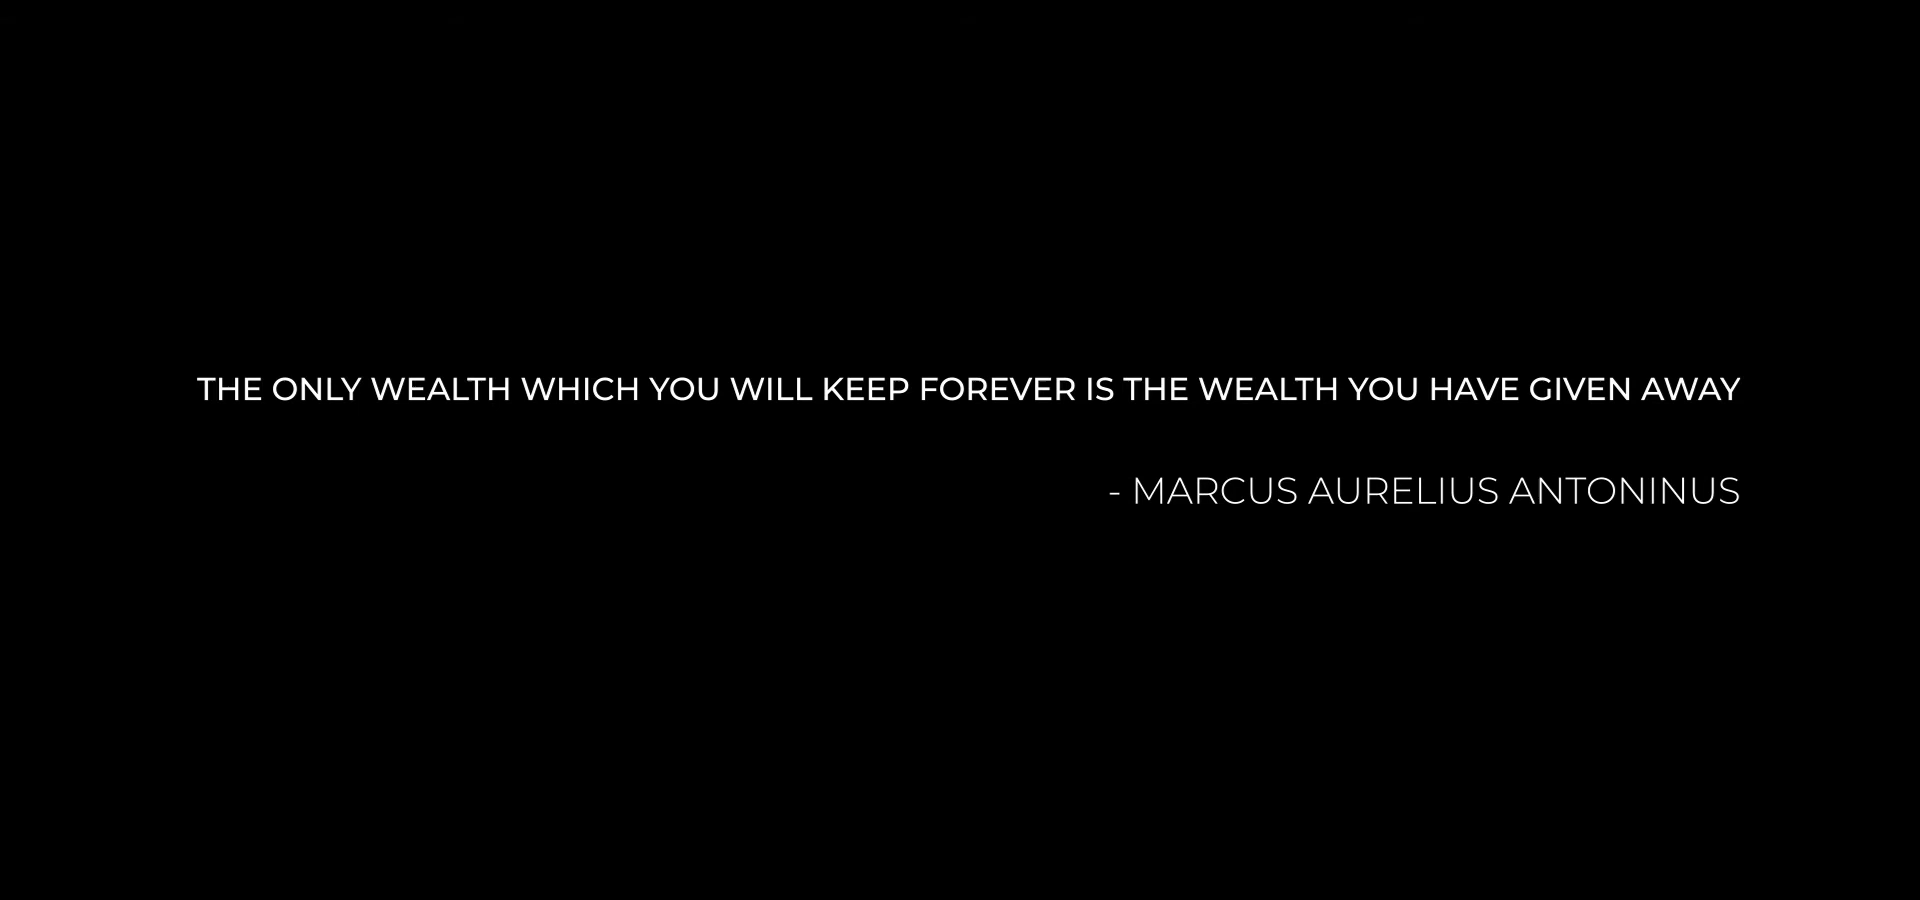 THE ONLY WEALTH WHICH YOU WILL KEEP FOREVER IS THE WEALTH YOU HAVE GIVEN AWAY
- MARCUS AURELIUS ANTONINUS